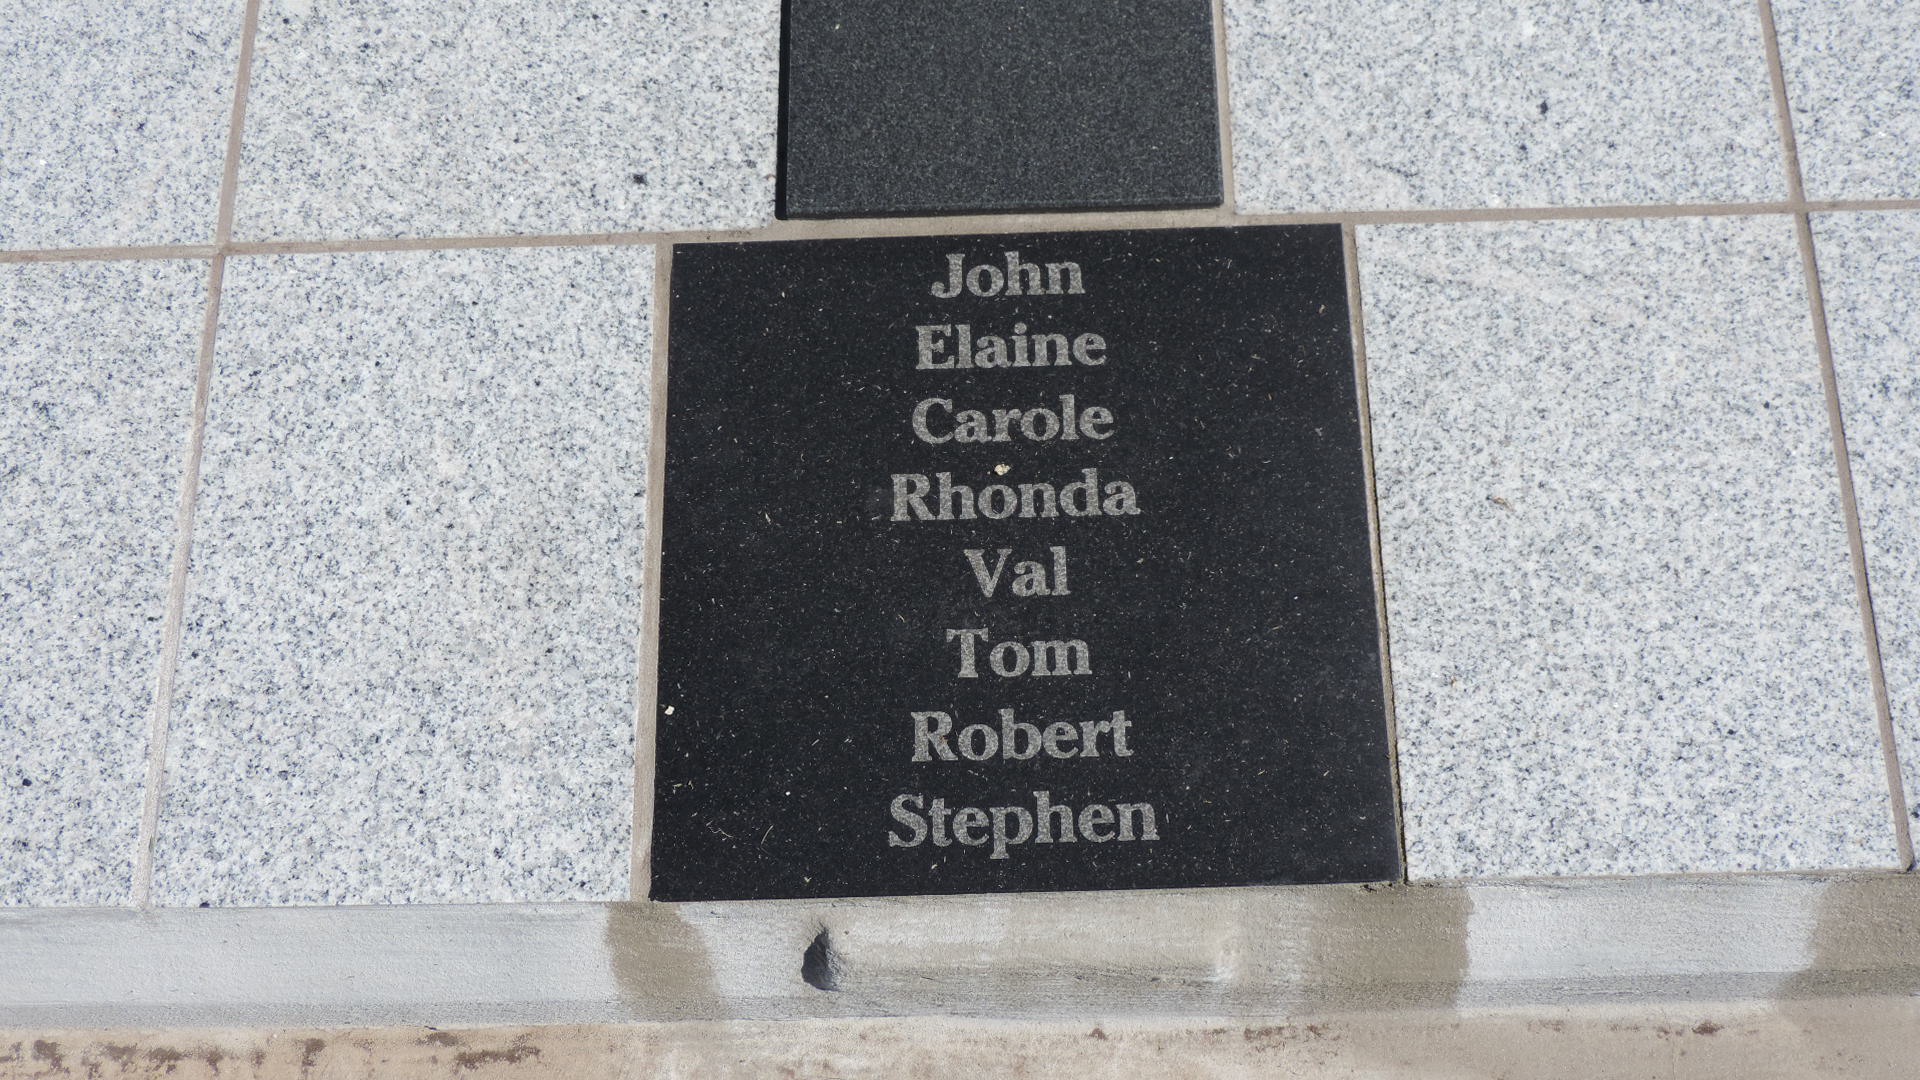 John
Elaine
Carole
Rhonda
Val
Tom
Robert
Stephen